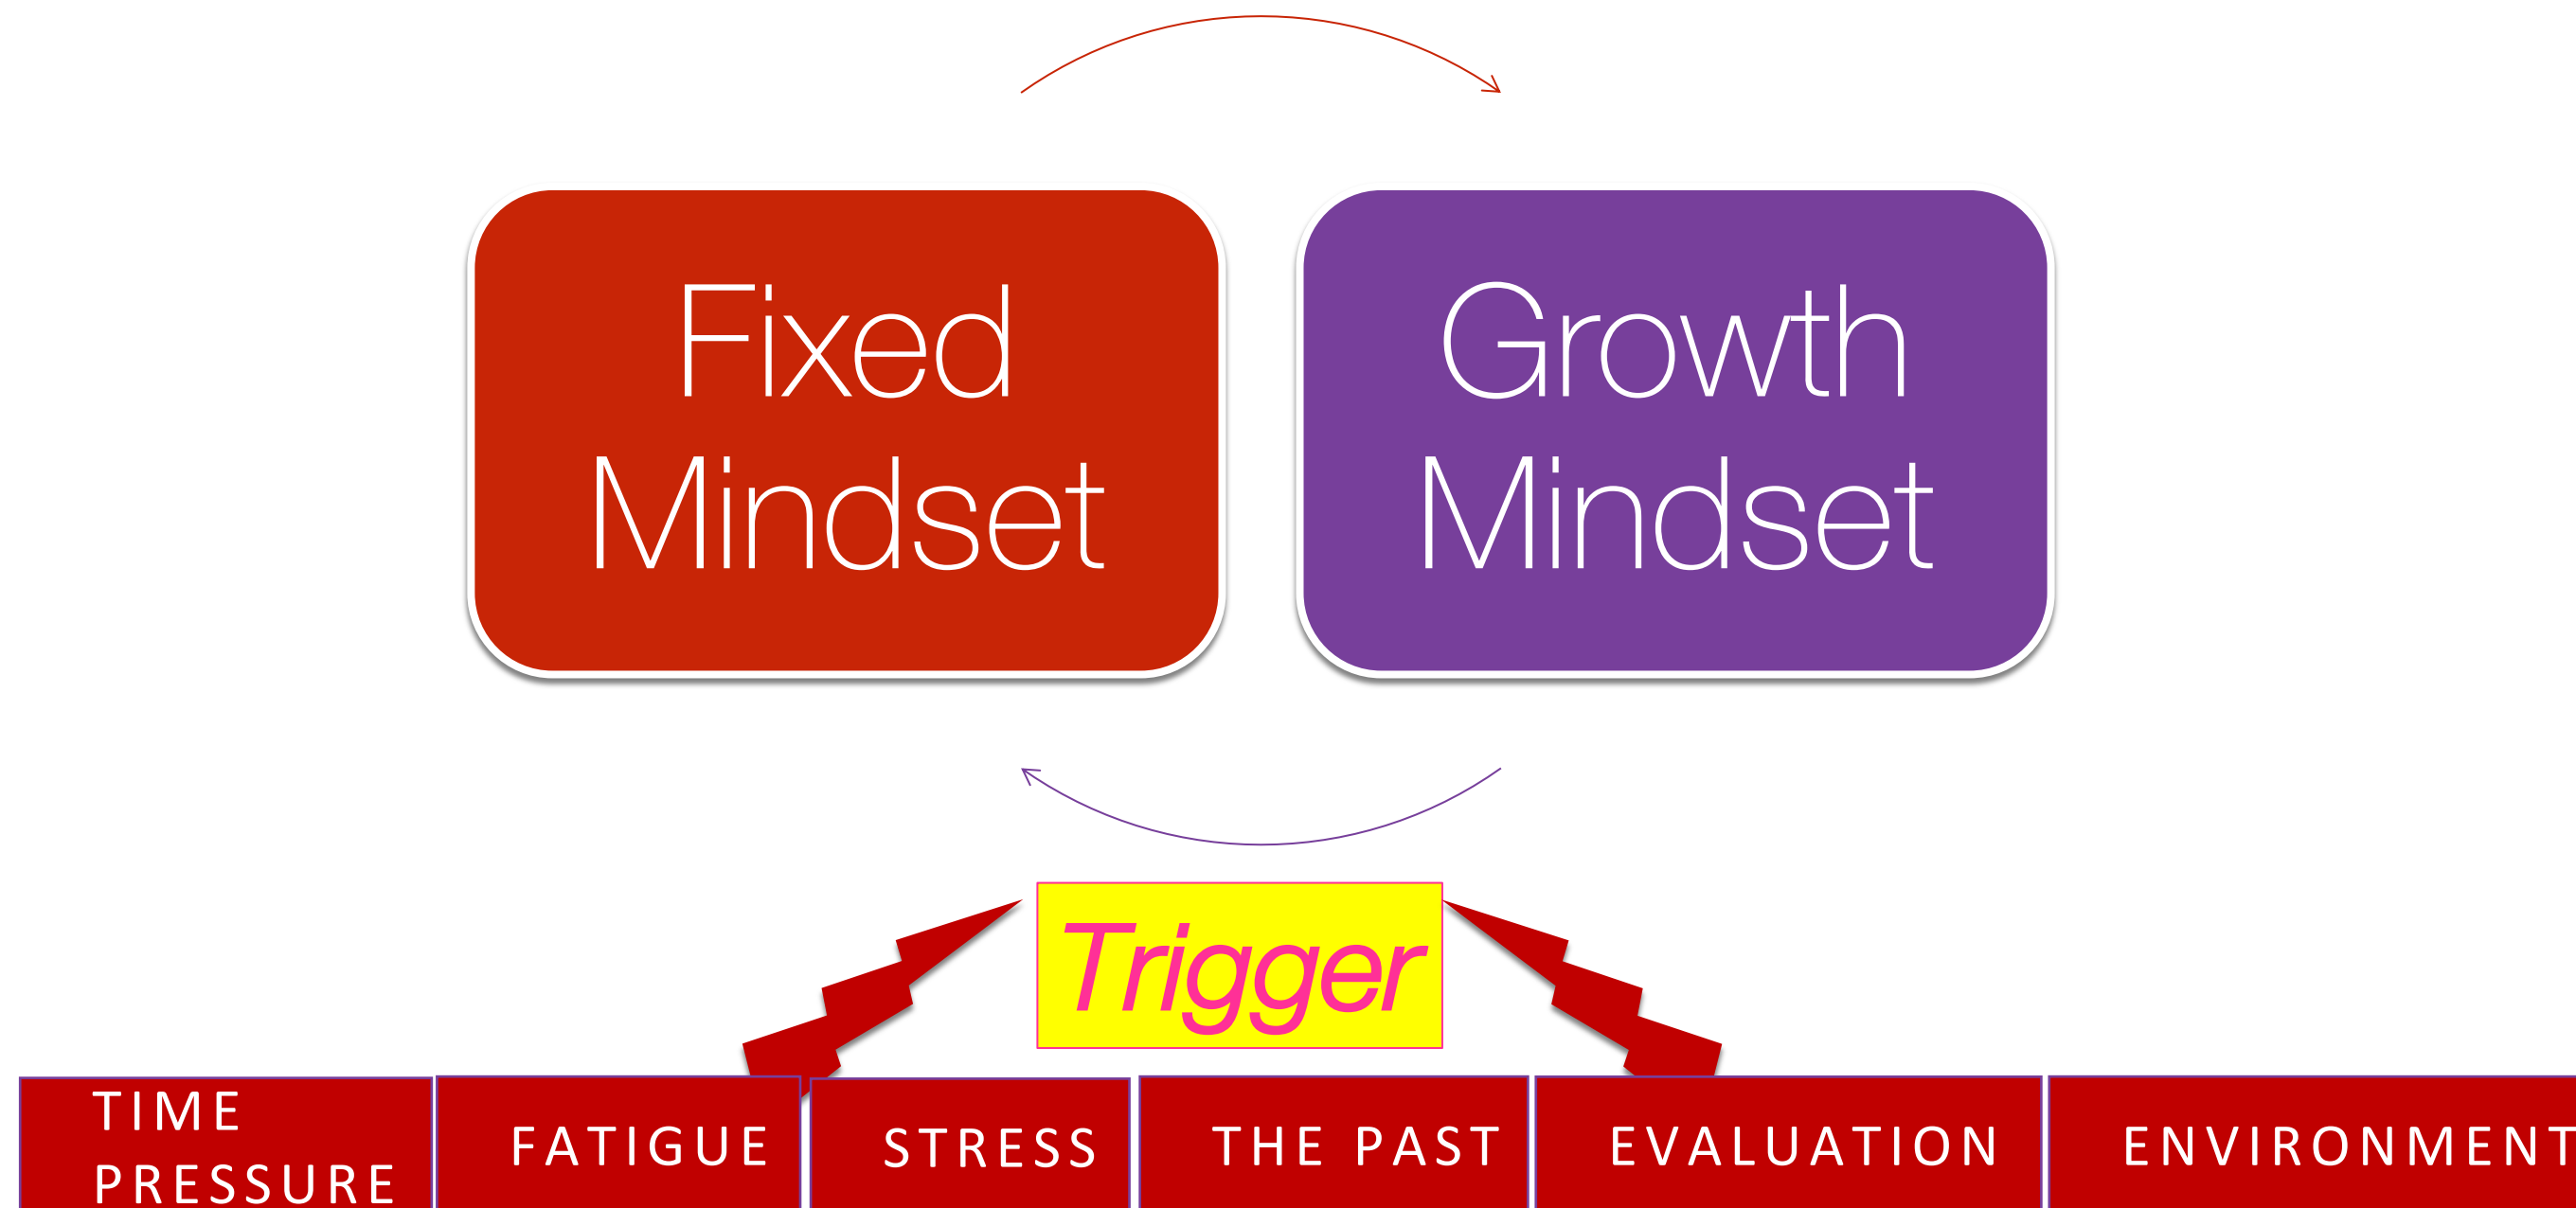 Fixed
Mindset
Growth
Mindset
Trigger
TIME
PRESSURE
FATIGUE
STRESS
THE PAST
EVALUATION
ENVIRONMENT